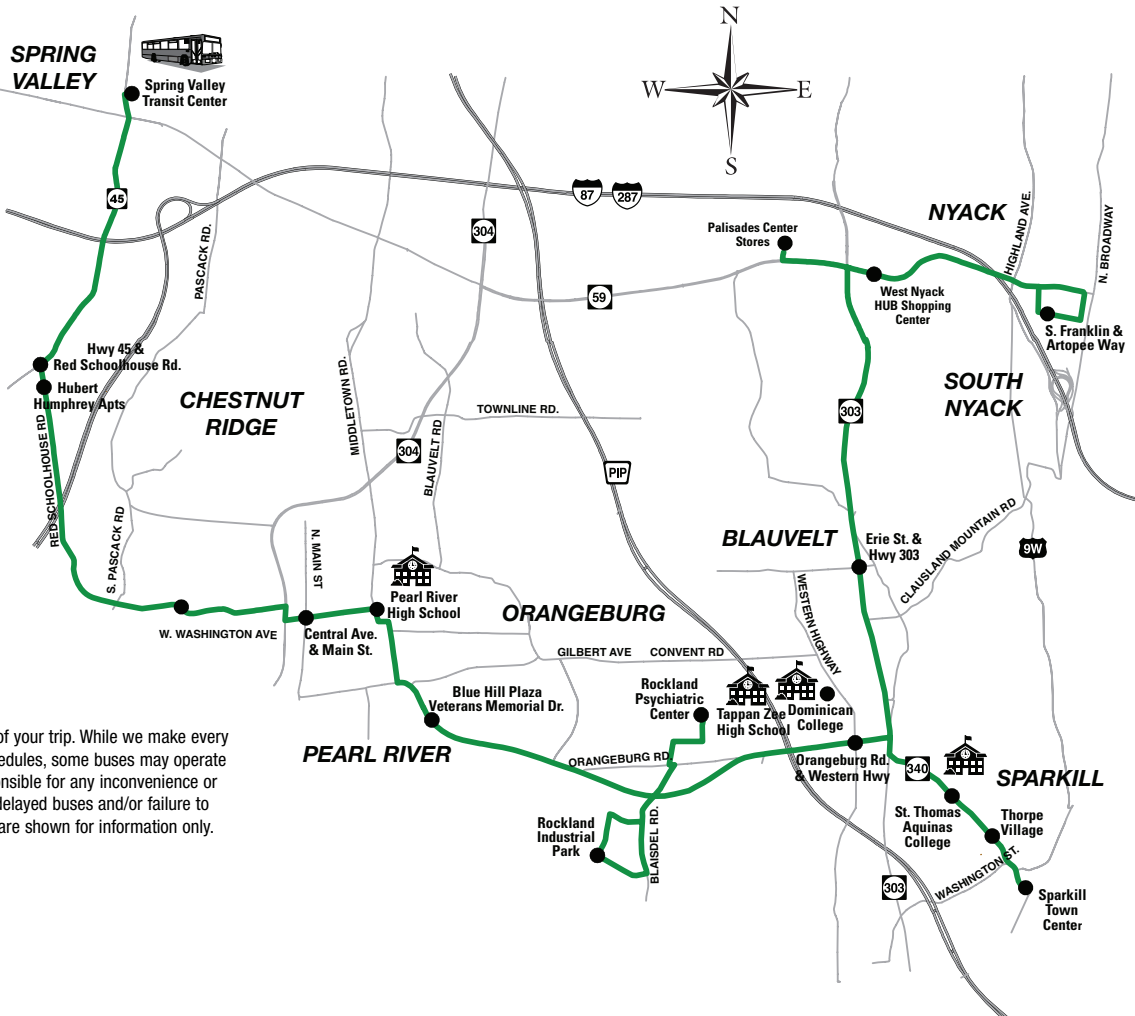 N
W
E
S
SPRING
VALLEY
Spring Valley
Transit Center
45
PASCACK RD.
87
287
304
59
Palisades Center
Stores
NYACK
HIGHLAND AVE.
N. BROADWAY
West Nyack
HUB Shopping
Center
S. Franklin &
Artopee Way
Hwy 45 &
Red Schoolhouse Rd.
Hubert
Humphrey Apts
CHESTNUT
RIDGE
MIDDLETOWN RD.
TOWNLINE RD.
304
BLAUVELT RD
SOUTH
NYACK
303
PIP
RED SCHOOLHOUSE RD
S. PASCACK RD
N. MAIN ST
BLAUVELT
Erie St. &
Hwy 303
CLAUSLAND MOUNTAIN RD
9W
Pearl River
High School
ORANGEBURG
WESTERN HIGHWAY
W. WASHINGTON AVE
Central Ave.
& Main St.
GILBERT AVE
CONVENT RD
Blue Hill Plaza
Veterans Memorial Dr.
Rockland
Psychiatric
Center
Tappan Zee
High School
Dominican
College
PEARL RIVER
ORANGEBURG RD.
Orangeburg Rd.
& Western Hwy
340
SPARKILL
St. Thomas
Aquinas
College
Thorpe
Village
Rockland
Industrial
Park
BLAISDEL RD.
303
WASHINGTON ST.
Sparkill
Town
Center
of your trip. While we make every
edules, some buses may operate
onsible for any inconvenience or
delayed buses and/or failure to
are shown for information only.